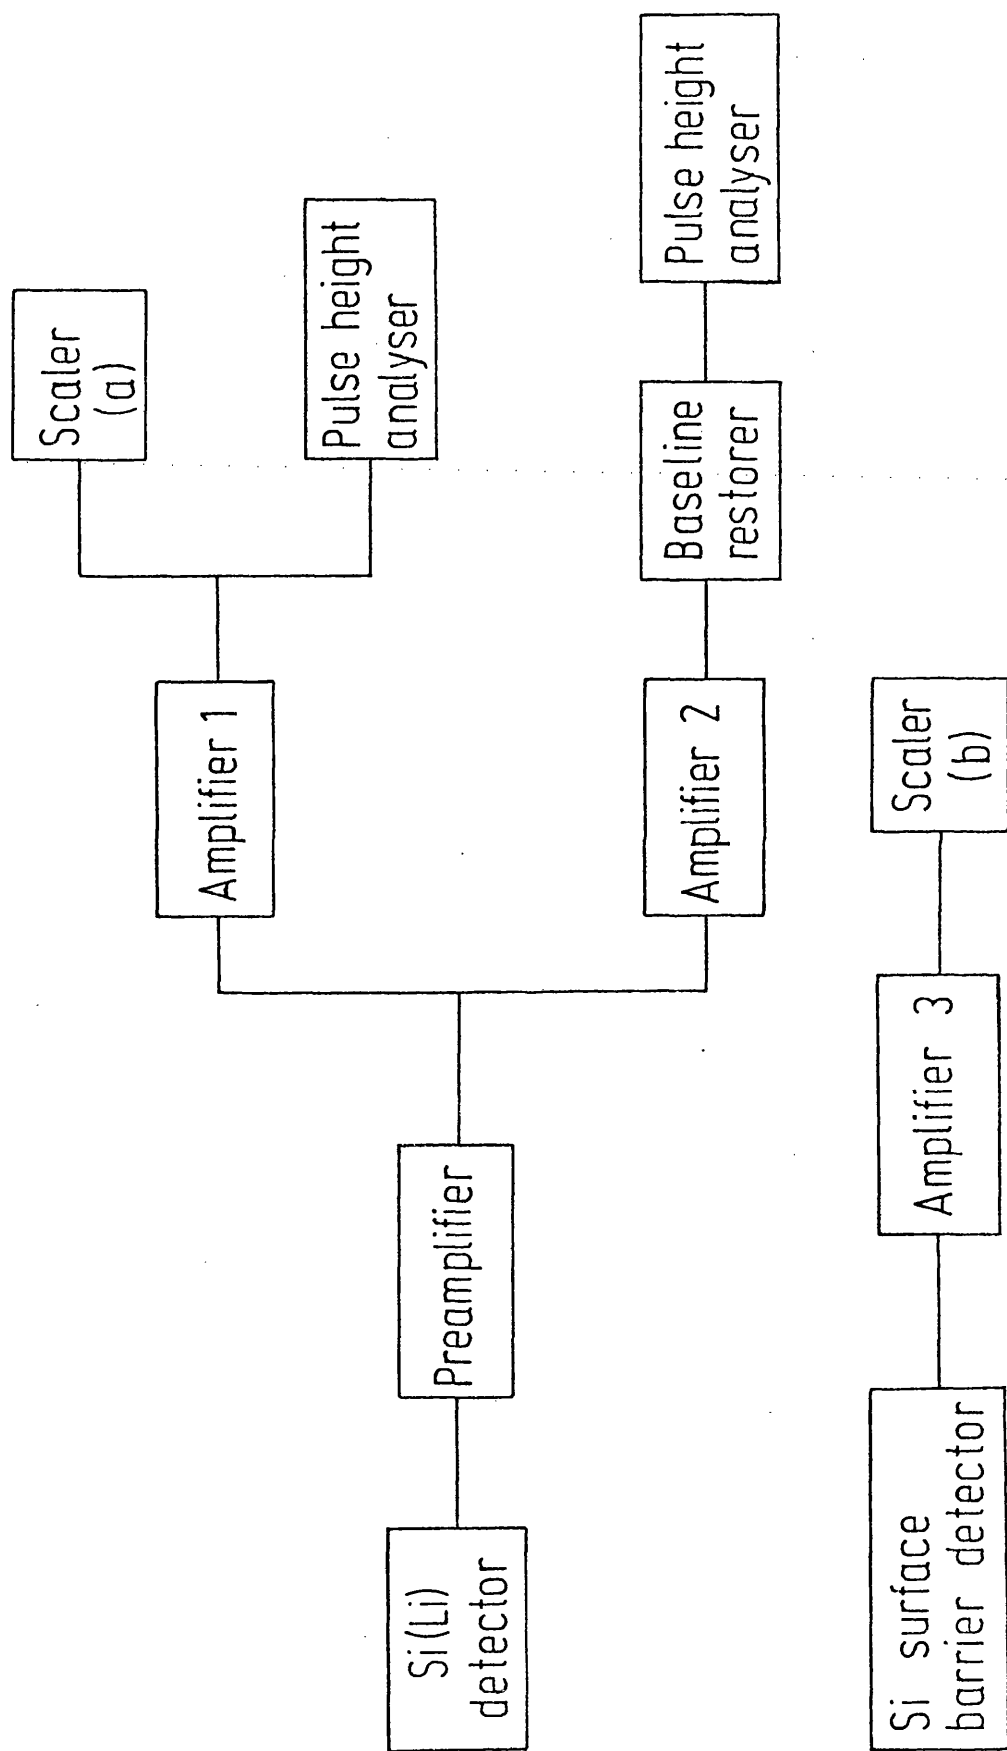 Si(Li)
detector
Preamplifier
Amplifier 1
Scaler
(a)
Pulse height
analyser
Amplifier 2
Baseline
restorer
Pulse height
analyser
Si surface
barrier detector
Amplifier 3
Scaler
(b)